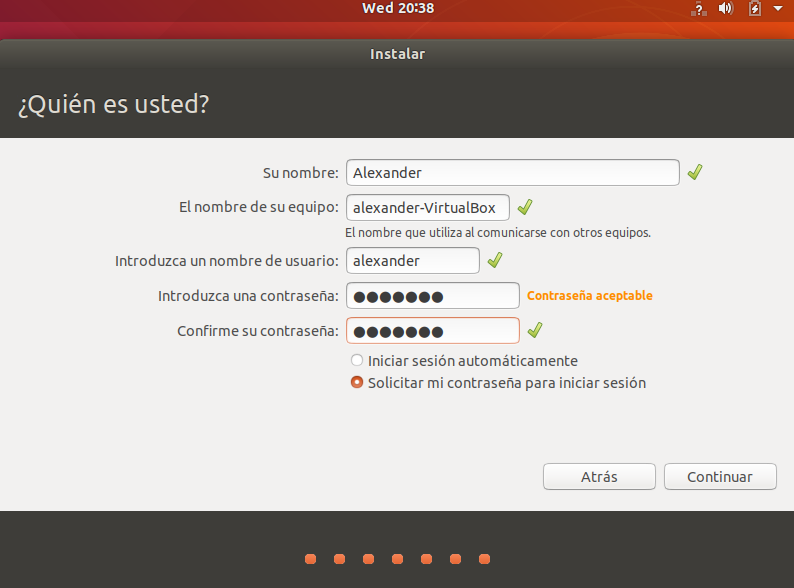 Wed 20:38
Instalar
¿Quién es usted?
Su nombre: Alexander
El nombre de su equipo: alexander-VirtualBox
El nombre que utiliza al comunicarse con otros equipos.
Introduzca un nombre de usuario: alexander
Introduzca una contraseña: ●●●●●●● Contraseña aceptable
Confirme su contraseña: ●●●●●●●
Iniciar sesión automáticamente
Solicitar mi contraseña para iniciar sesión
Atrás Continuar